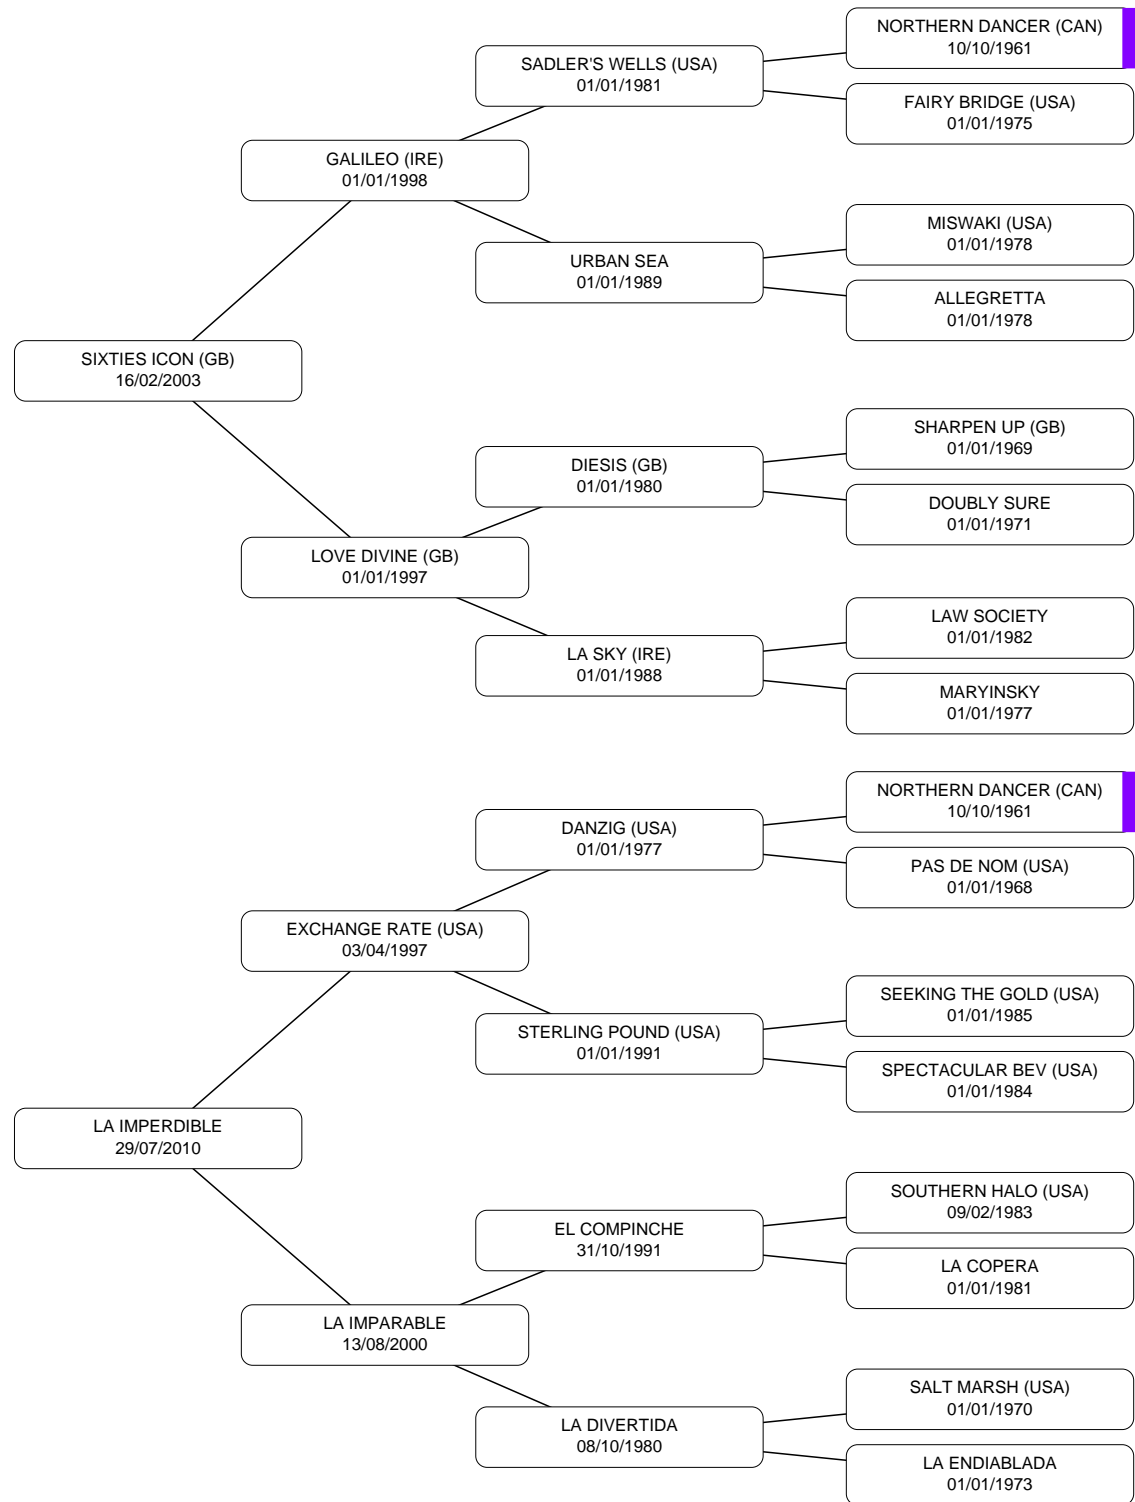 NORTHERN DANCER (CAN)
10/10/1961
SADLER'S WELLS (USA)
01/01/1981
FAIRY BRIDGE (USA)
01/01/1975
GALILEO (IRE)
01/01/1998
MISWAKI (USA)
01/01/1978
URBAN SEA
01/01/1989
ALLEGRETTA
01/01/1978
SIXTIES ICON (GB)
16/02/2003
SHARPEN UP (GB)
01/01/1969
DIESIS (GB)
01/01/1980
DOUBLY SURE
01/01/1971
LOVE DIVINE (GB)
01/01/1997
LAW SOCIETY
01/01/1982
LA SKY (IRE)
01/01/1988
MARYINSKY
01/01/1977
NORTHERN DANCER (CAN)
10/10/1961
DANZIG (USA)
01/01/1977
PAS DE NOM (USA)
01/01/1968
EXCHANGE RATE (USA)
03/04/1997
SEEKING THE GOLD (USA)
01/01/1985
STERLING POUND (USA)
01/01/1991
SPECTACULAR BEV (USA)
01/01/1984
LA IMPERDIBLE
29/07/2010
SOUTHERN HALO (USA)
09/02/1983
EL COMPINCHE
31/10/1991
LA COPERA
01/01/1981
LA IMPARABLE
13/08/2000
SALT MARSH (USA)
01/01/1970
LA DIVERTIDA
08/10/1980
LA ENDIABLADA
01/01/1973